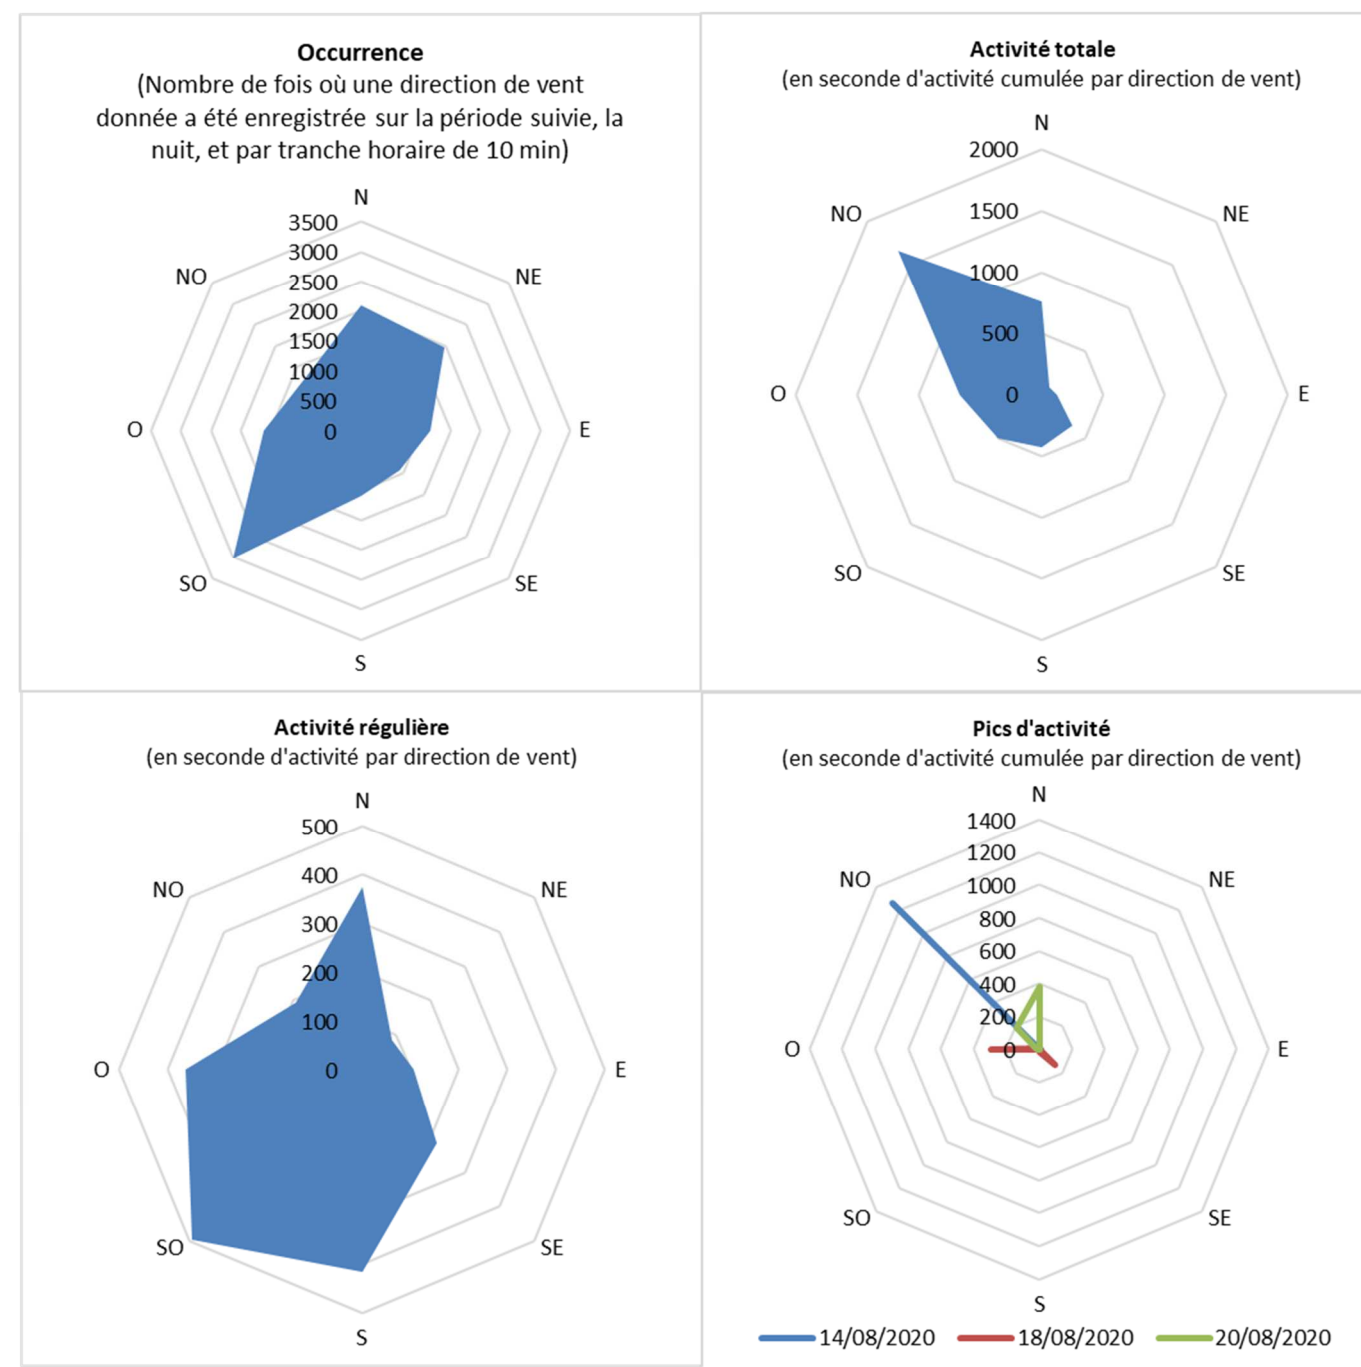 Occurrence
(Nombre de fois où une direction de vent
donnée a été enregistrée sur la période suivie, la
nuit, et par tranche horaire de 10 min)
N
3500
3000
2500
2000
1500
1000
500
0
NO
NE
O
E
SO
SE
S
Activité totale
(en seconde d'activité cumulée par direction de vent)
N
2000
1500
1000
500
0
NO
NE
O
E
SO
SE
S
Activité régulière
(en seconde d'activité par direction de vent)
N
500
400
300
200
100
0
NO
NE
O
E
SO
SE
S
Pics d'activité
(en seconde d'activité cumulée par direction de vent)
N
1400
1200
1000
800
600
400
200
0
NO
NE
O
E
SO
SE
S
14/08/2020 18/08/2020 20/08/2020